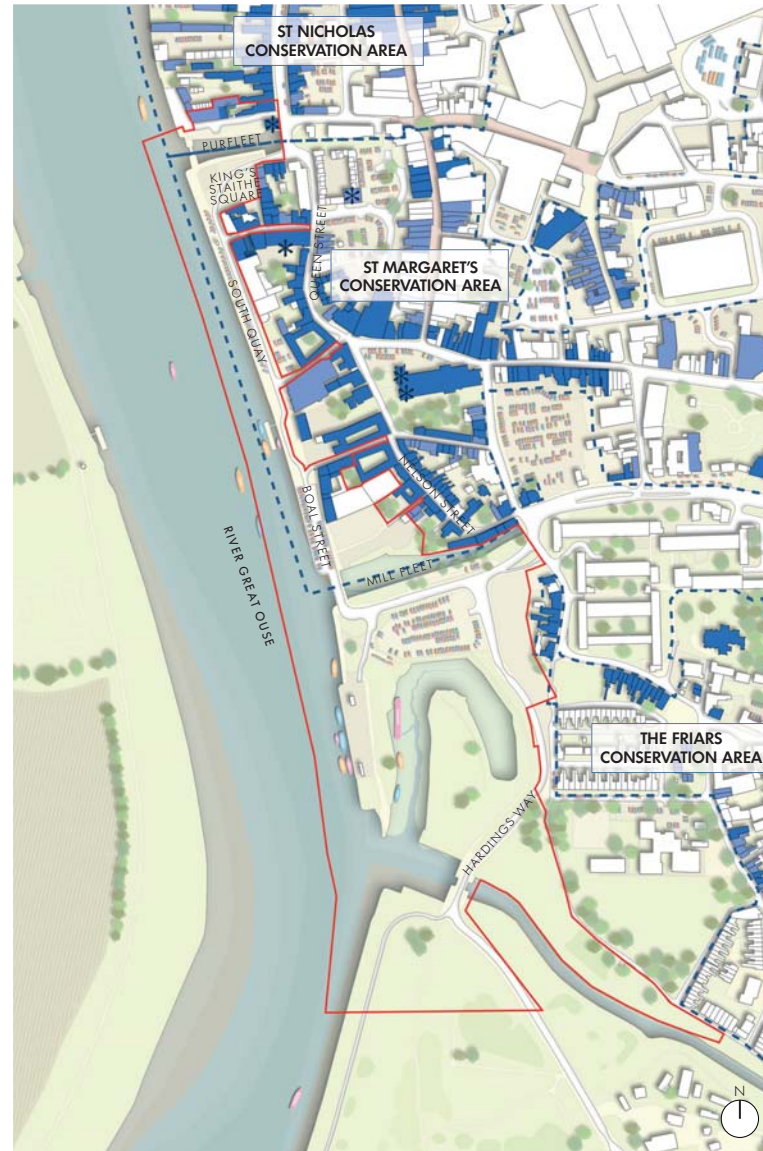 ST NICHOLAS
CONSERVATION AREA
PURFLEET
KING'S
STAITHE
SQUARE
QUEEN STREET
ST MARGARET'S
CONSERVATION AREA
SOUTH QUAY
NELSON STREET
BOAL STREET
MILL FLEET
RIVER GREAT OUSE
THE FRIARS
CONSERVATION AREA
HARDINGS WAY
N